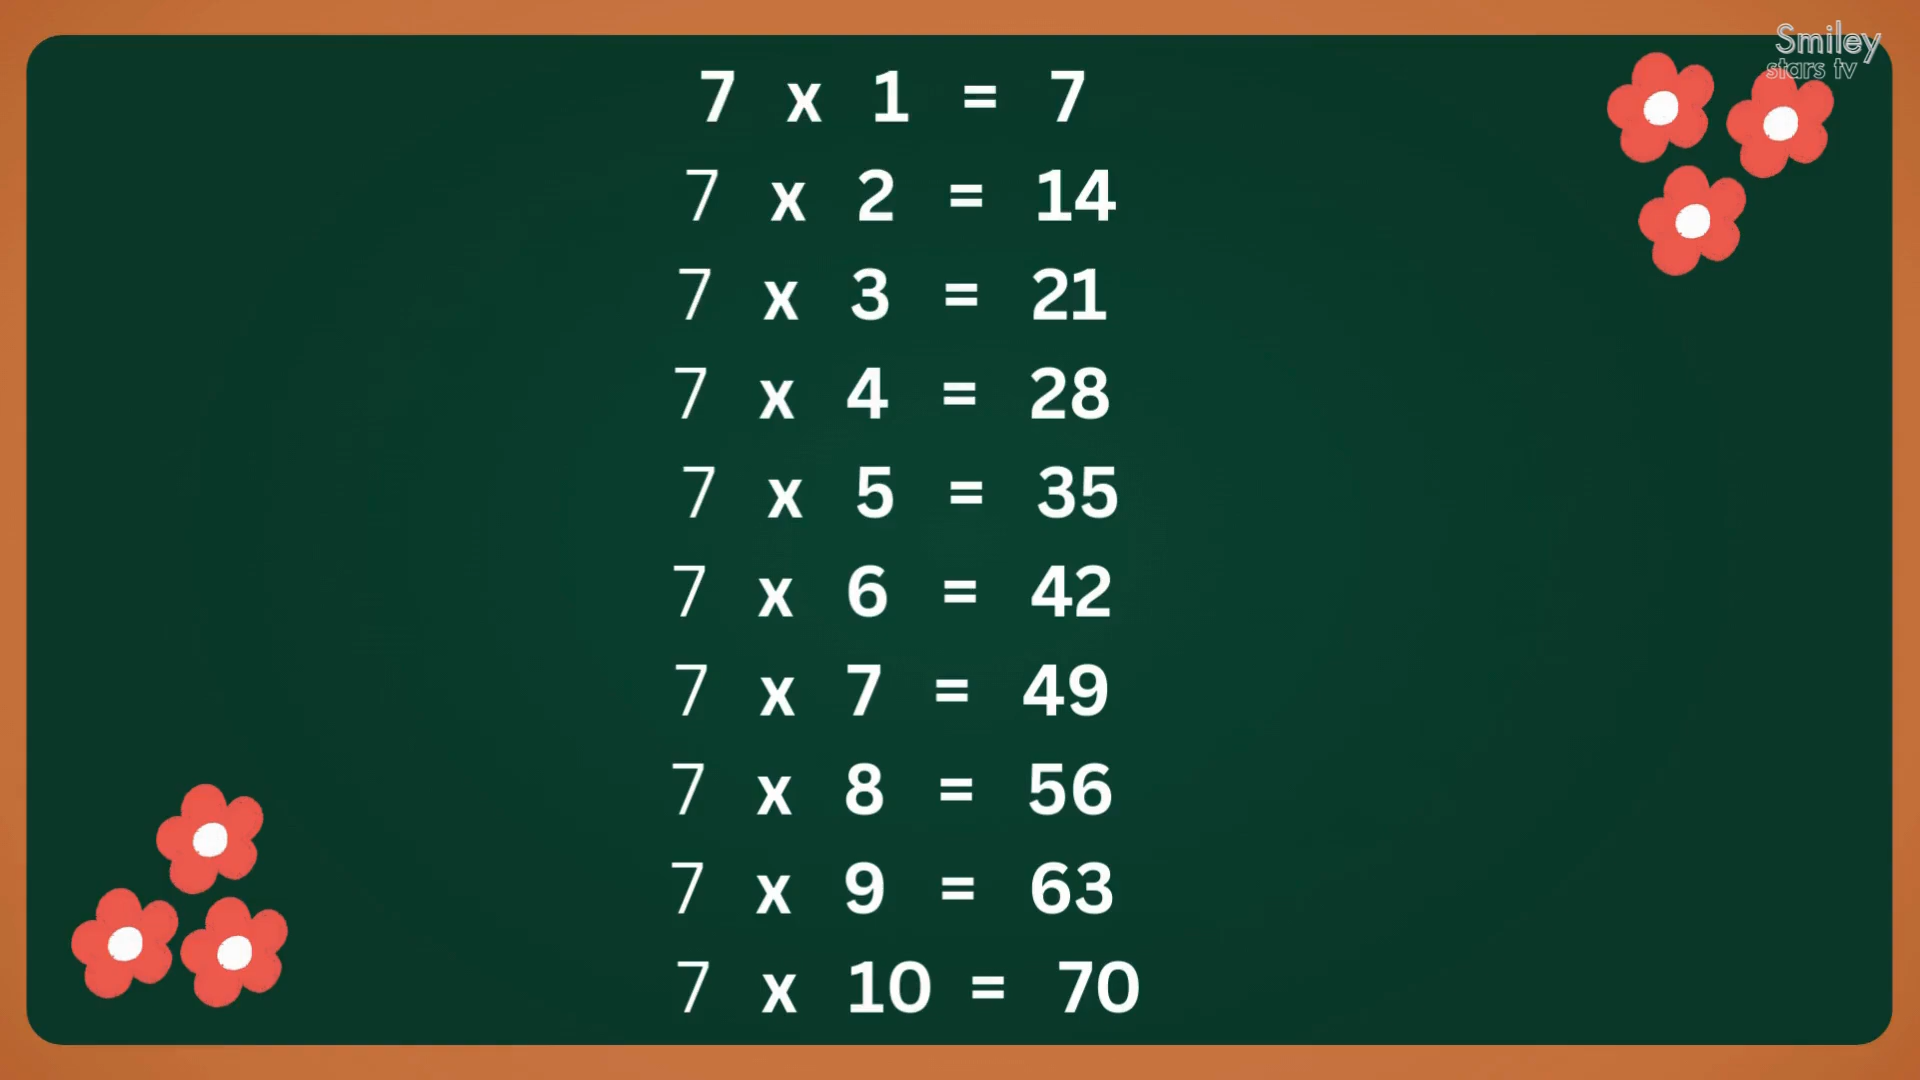 Smiley
stars tv
7 x 1 = 7
7 x 2 = 14
7 x 3 = 21
7 x 4 = 28
7 x 5 = 35
7 x 6 = 42
7 x 7 = 49
7 x 8 = 56
7 x 9 = 63
7 x 10 = 70